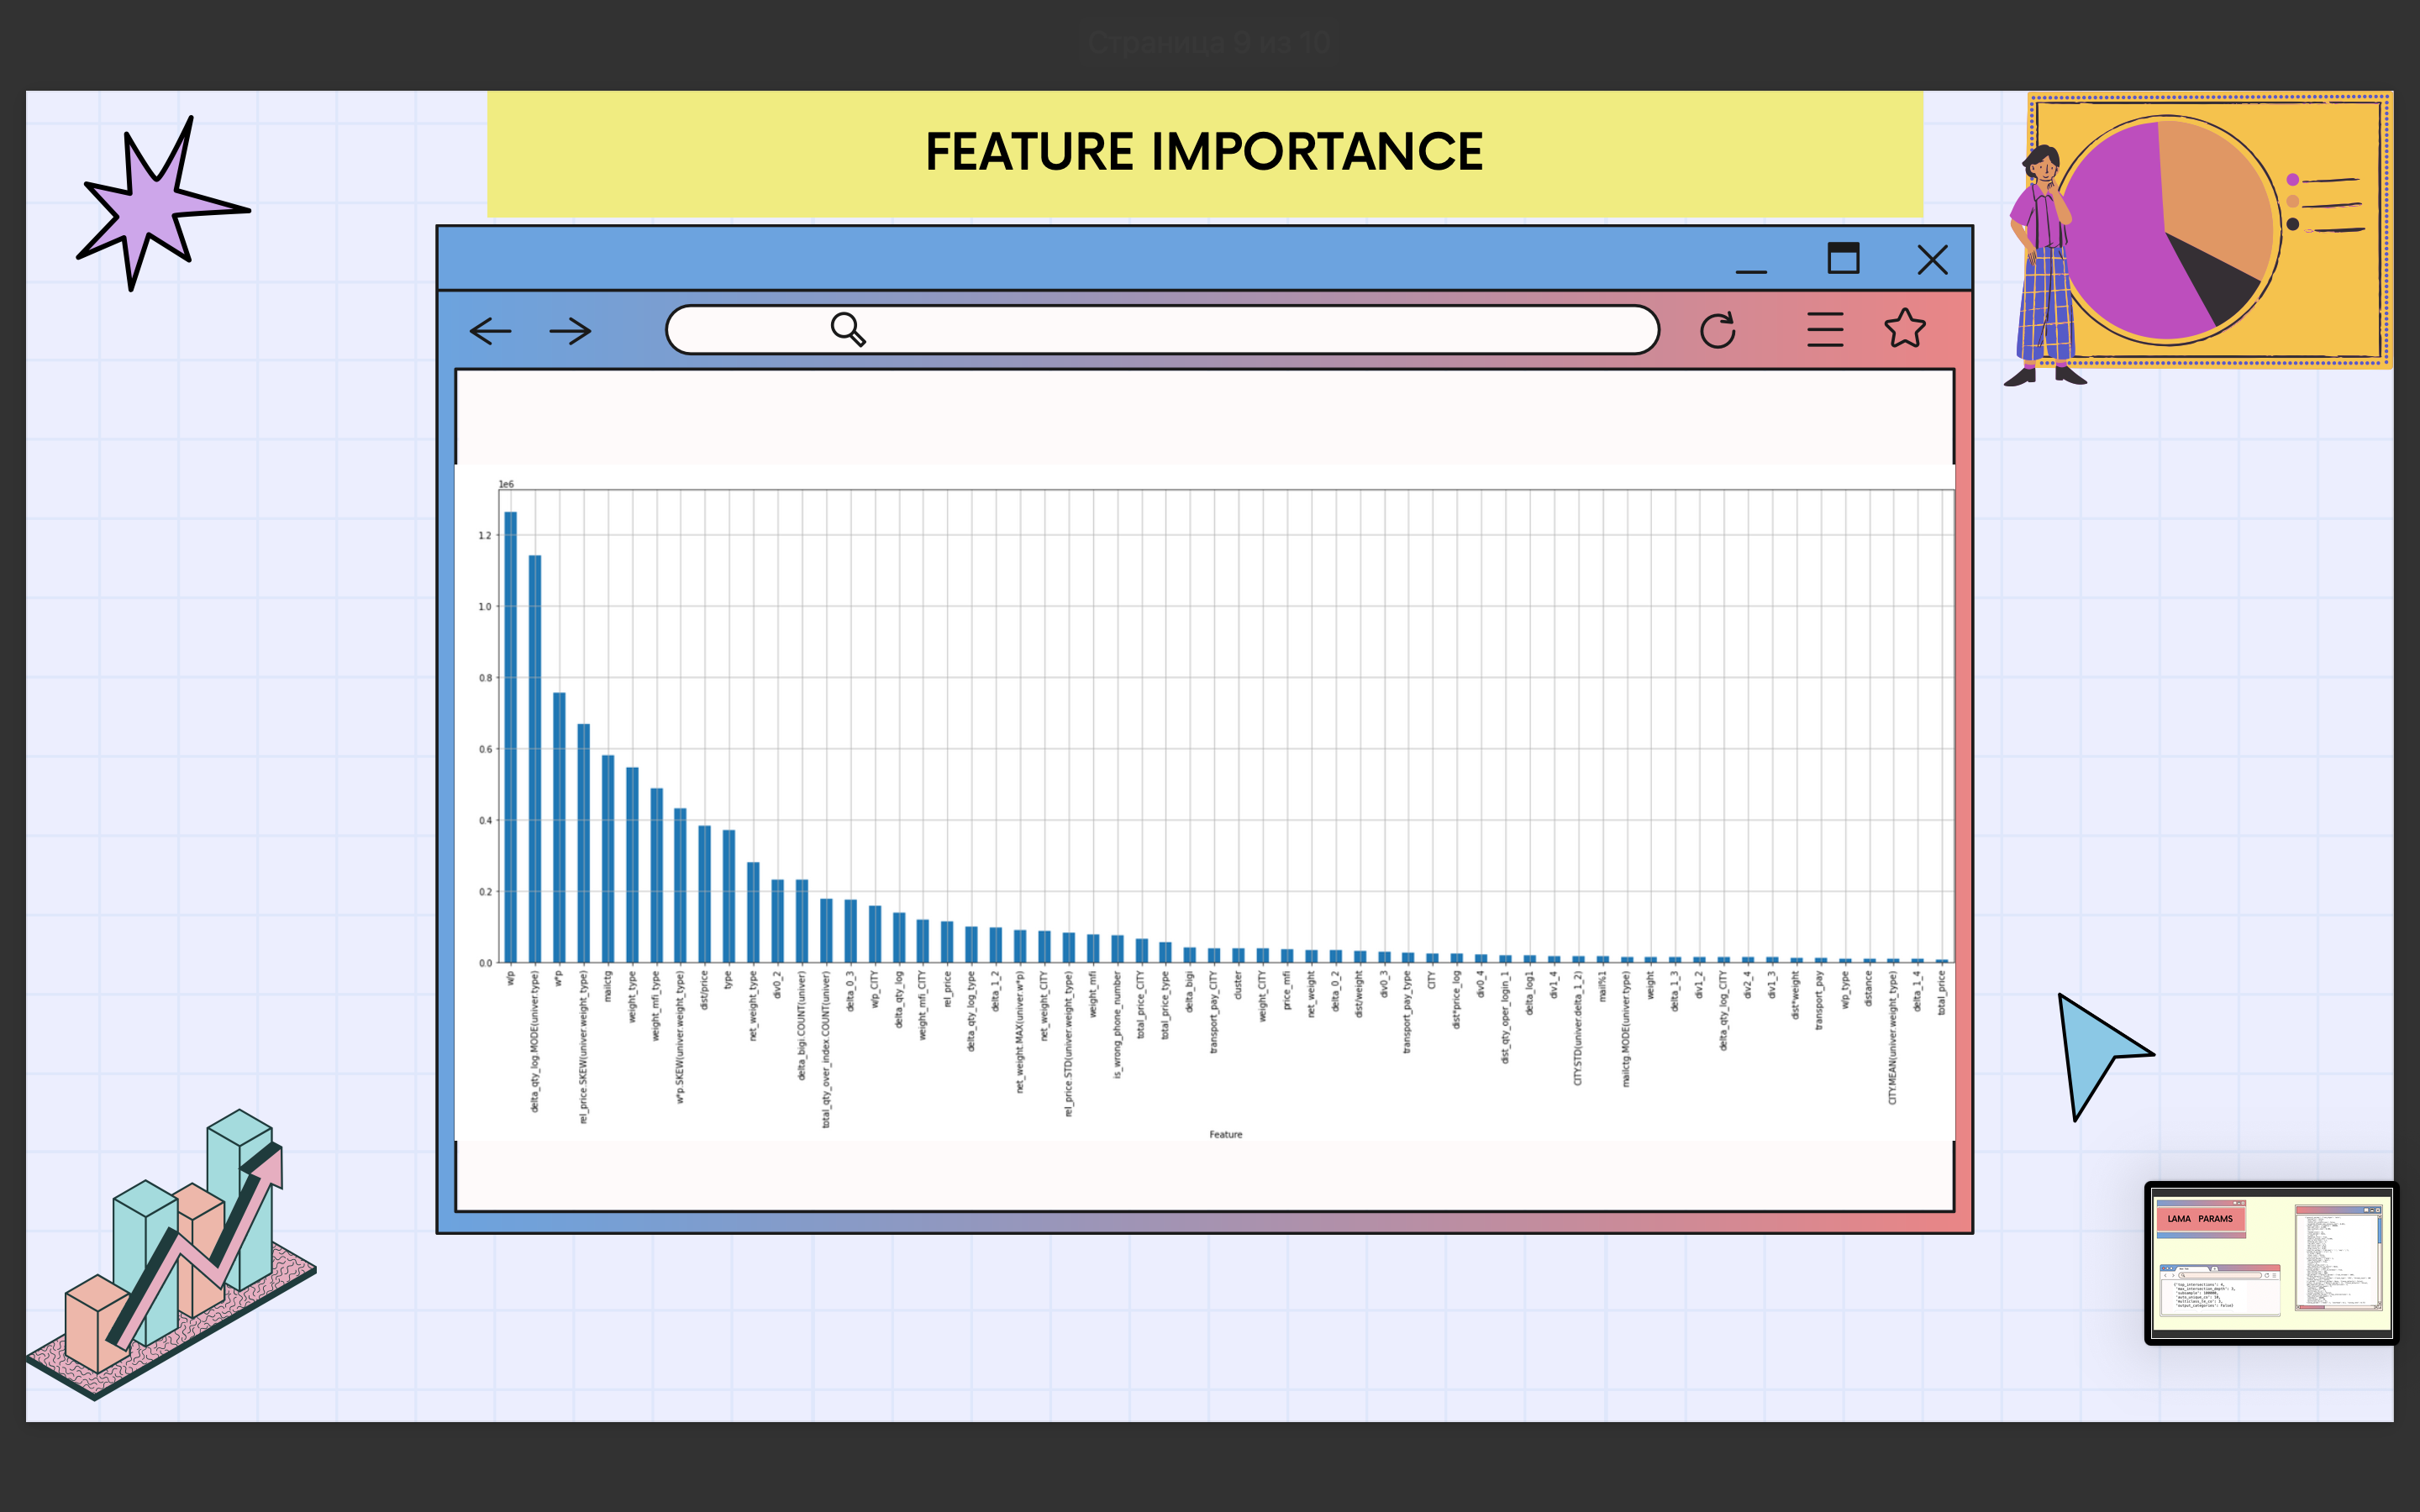 Страница 9 из 10
FEATURE IMPORTANCE
1e6
1.2
1.0
0.8
0.6
0.4
0.2
0.0
w/p
delta_qty_log.MODE(univer.type)
w*p
rel_price.SKEW(univer.weight_type)
mailctg
weight_type
weight_mfi_type
w*p.SKEW(univer.weight_type)
dist/price
type
net_weight_type
div0_2
delta_bigi.COUNT(univer)
total_qty_over_index.COUNT(univer)
delta_0_3
w/p_CITY
delta_qty_log
weight_mfi_CITY
rel_price
delta_qty_log_type
delta_1_2
net_weight.MAX(univer.w*p)
net_weight_CITY
rel_price.STD(univer.weight_type)
weight_mfi
is_wrong_phone_number
total_price_CITY
total_price_type
delta_bigi
transport_pay_CITY
cluster
weight_CITY
price_mfi
net_weight
delta_0_2
dist/weight
div0_3
transport_pay_type
CITY
dist*price_log
div0_4
dist_qty_oper_login_1
delta_log1
div1_4
CITY.STD(univer.delta_1_2)
mail%1
mailctg.MODE(univer.type)
weight
delta_1_3
div1_2
delta_qty_log_CITY
div2_4
div1_3
dist*weight
transport_pay
w/p_type
distance
CITY.MEAN(univer.weight_type)
delta_1_4
total_price
Feature
LAMA PARAMS